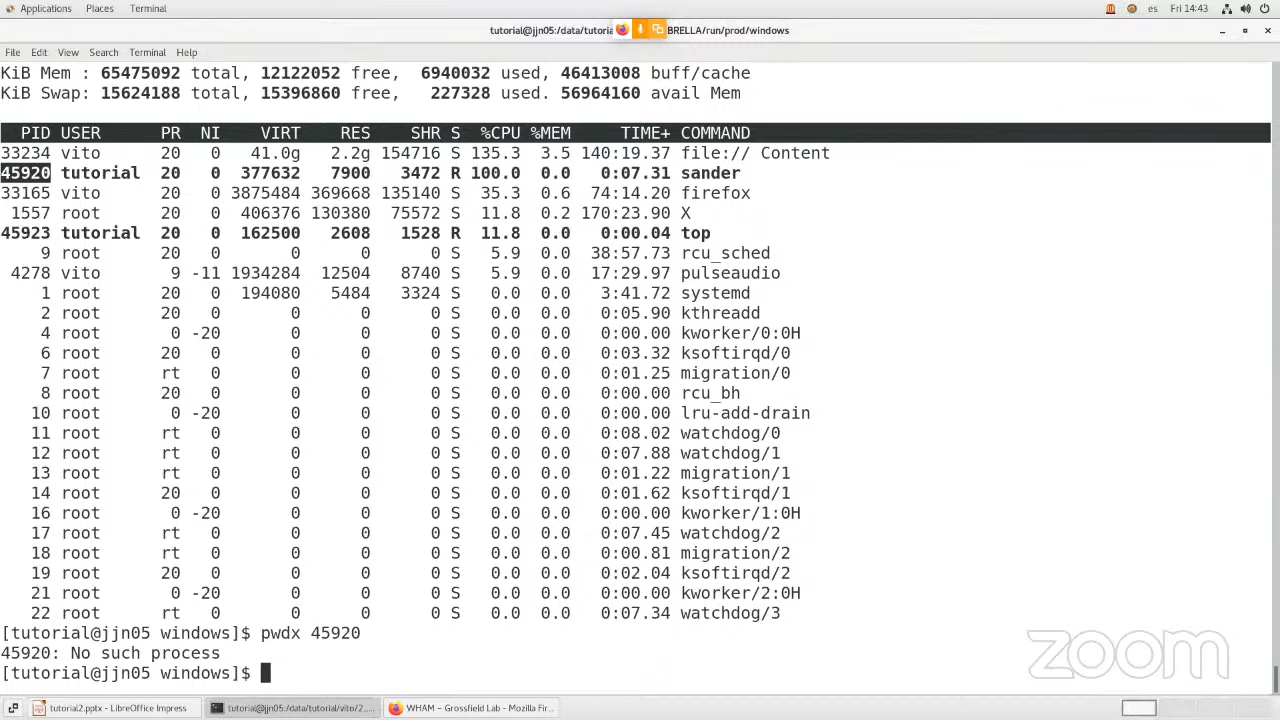 Applications Places Terminal es Fri 14:43
tutorial@jjn05:/data/tutoria BRELLA/run/prod/windows
File Edit View Search Terminal Help
KiB Mem : 65475092 total, 12122052 free, 6940032 used, 46413008 buff/cache
KiB Swap: 15624188 total, 15396860 free, 227328 used. 56964160 avail Mem
PID USER PR NI VIRT RES SHR S %CPU %MEM TIME+ COMMAND
33234 vito 20 0 41.0g 2.2g 154716 S 135.3 3.5 140:19.37 file:// Content
45920 tutorial 20 0 377632 7900 3472 R 100.0 0.0 0:07.31 sander
33165 vito 20 0 3875484 369668 135140 S 35.3 0.6 74:14.20 firefox
1557 root 20 0 406376 130380 75572 S 11.8 0.2 170:23.90 X
45923 tutorial 20 0 162500 2608 1528 R 11.8 0.0 0:00.04 top
9 root 20 0 0 0 0 S 5.9 0.0 38:57.73 rcu_sched
4278 vito 9 -11 1934284 12504 8740 S 5.9 0.0 17:29.97 pulseaudio
1 root 20 0 194080 5484 3324 S 0.0 0.0 3:41.72 systemd
2 root 20 0 0 0 0 S 0.0 0.0 0:05.90 kthreadd
4 root 0 -20 0 0 0 S 0.0 0.0 0:00.00 kworker/0:0H
6 root 20 0 0 0 0 S 0.0 0.0 0:03.32 ksoftirqd/0
7 root rt 0 0 0 0 S 0.0 0.0 0:01.25 migration/0
8 root 20 0 0 0 0 S 0.0 0.0 0:00.00 rcu_bh
10 root 0 -20 0 0 0 S 0.0 0.0 0:00.00 lru-add-drain
11 root rt 0 0 0 0 S 0.0 0.0 0:08.02 watchdog/0
12 root rt 0 0 0 0 S 0.0 0.0 0:07.88 watchdog/1
13 root rt 0 0 0 0 S 0.0 0.0 0:01.22 migration/1
14 root 20 0 0 0 0 S 0.0 0.0 0:01.62 ksoftirqd/1
16 root 0 -20 0 0 0 S 0.0 0.0 0:00.00 kworker/1:0H
17 root rt 0 0 0 0 S 0.0 0.0 0:07.45 watchdog/2
18 root rt 0 0 0 0 S 0.0 0.0 0:00.81 migration/2
19 root 20 0 0 0 0 S 0.0 0.0 0:02.04 ksoftirqd/2
21 root 0 -20 0 0 0 S 0.0 0.0 0:00.00 kworker/2:0H
22 root rt 0 0 0 0 S 0.0 0.0 0:07.34 watchdog/3
[tutorial@jjn05 windows]$ pwdx 45920
45920: No such process
[tutorial@jjn05 windows]$
zoom
tutorial2.pptx - LibreOffice Impress tutorial@jjn05:/data/tutorial/vito/2.... WHAM – Grossfield Lab - Mozilla Fir...